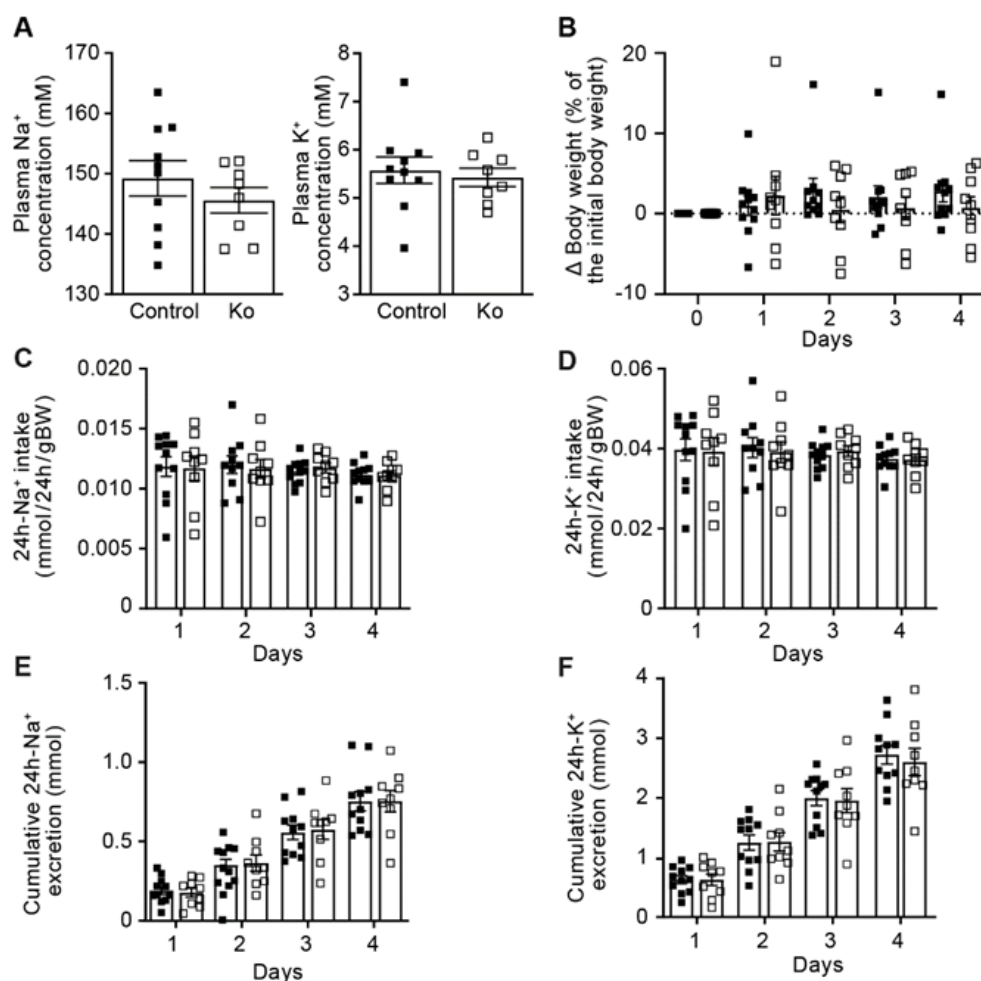 A
Plasma Na⁺
concentration (mM)
170
160
150
140
130
Control Ko
Plasma K⁺
concentration (mM)
8
7
6
5
4
3
Control Ko
B
Δ Body weight (% of
the initial body weight)
20
10
0
-10
0 1 2 3 4
Days
C
24h-Na⁺ intake
(mmol/24h/gBW)
0.020
0.015
0.010
0.005
0
1 2 3 4
Days
D
24h-K⁺ intake
(mmol/24h/gBW)
0.06
0.04
0.02
0
1 2 3 4
Days
E
Cumulative 24h-Na⁺
excretion (mmol)
1.5
1.0
0.5
0
1 2 3 4
Days
F
Cumulative 24h-K⁺
excretion (mmol)
4
3
2
1
0
1 2 3 4
Days